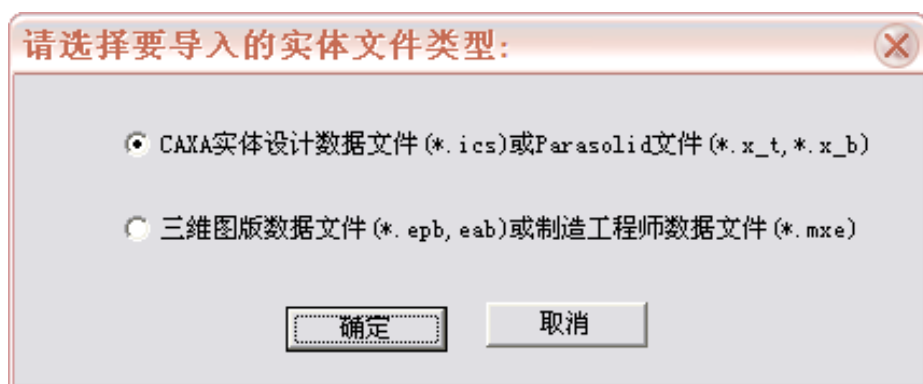 请选择要导入的实体文件类型:
CAXA实体设计数据文件(*.ics)或Parasolid文件(*.x_t,*.x_b)
三维图版数据文件(*.epb,eab)或制造工程师数据文件(*.mxe)
确定 取消